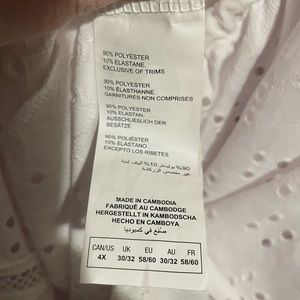 90% POLYESTER
10% ELASTANE.
EXCLUSIVE OF TRIMS
90% POLYESTER
10% ÉLASTHANNE.
GARNITURES NON COMPRISES
90% POLYESTER
10% ELASTAN.
AUSSCHLIEßLICH DER
BESÄTZE
90% POLIÉSTER
10% ELASTANO.
EXCEPTO LOS RIBETES
MADE IN CAMBODIA
FABRIQUÉ AU CAMBODGE
HERGESTELLT IN KAMBODSCHA
HECHO EN CAMBOYA
صنع في كمبوديا
CAN/US UK EU AU FR
4X 30/32 58/60 30/32 58/60